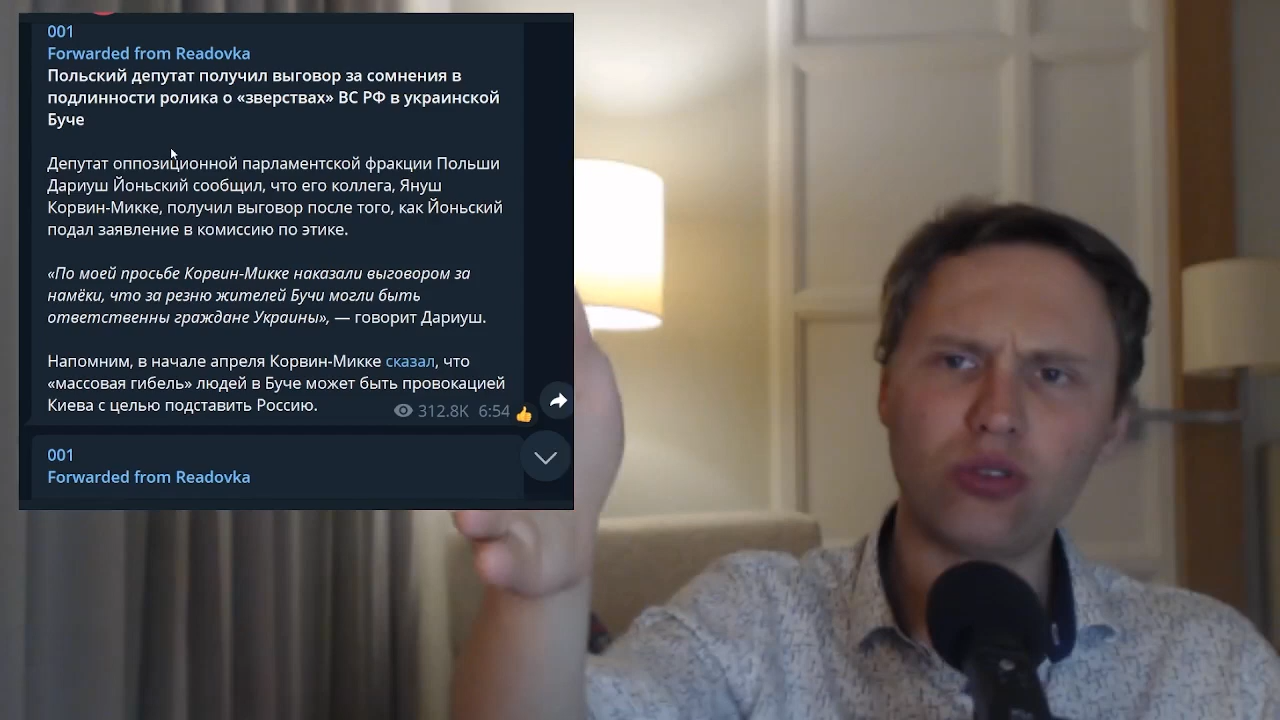 001
Forwarded from Readovka
Польский депутат получил выговор за сомнения в
подлинности ролика о «зверствах» ВС РФ в украинской
Буче
Депутат оппозиционной парламентской фракции Польши
Дариуш Йоньский сообщил, что его коллега, Януш
Корвин-Микке, получил выговор после того, как Йоньский
подал заявление в комиссию по этике.
«По моей просьбе Корвин-Микке наказали выговором за
намёки, что за резню жителей Бучи могли быть
ответственны граждане Украины», — говорит Дариуш.
Напомним, в начале апреля Корвин-Микке сказал, что
«массовая гибель» людей в Буче может быть провокацией
Киева с целью подставить Россию.
312.8K 6:54
001
Forwarded from Readovka